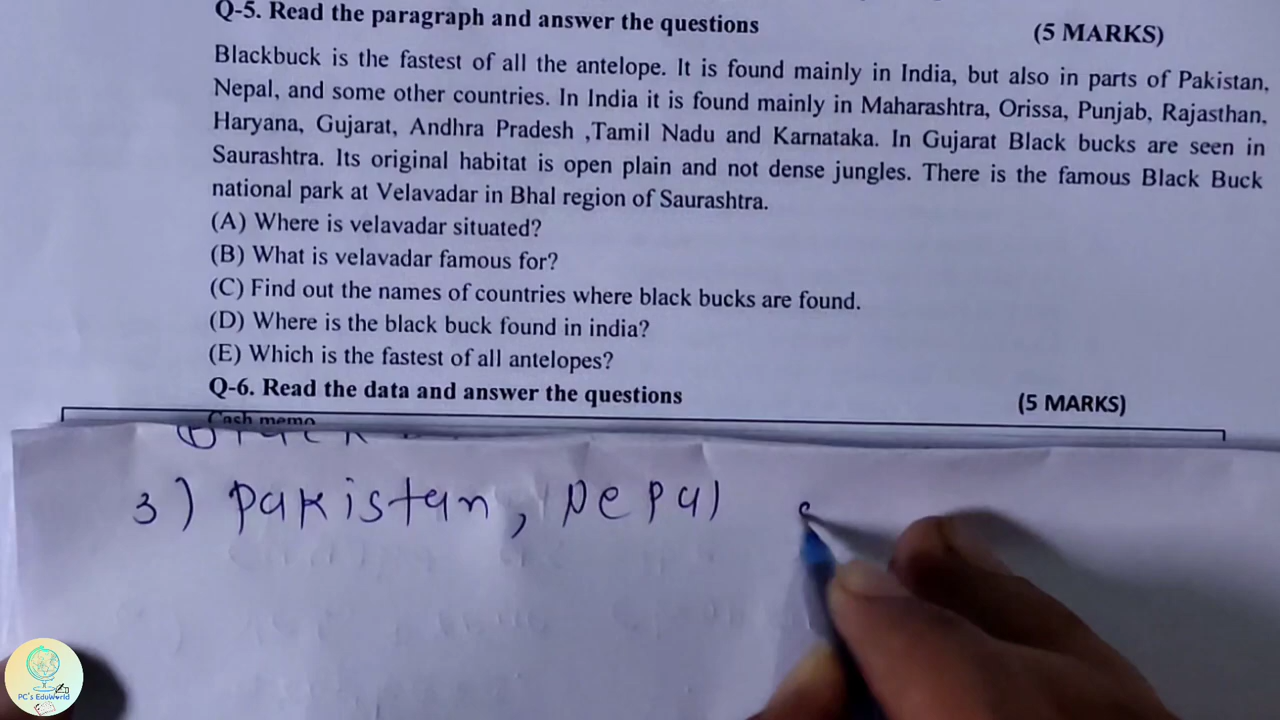 Q-5. Read the paragraph and answer the questions (5 MARKS)
Blackbuck is the fastest of all the antelope. It is found mainly in India, but also in parts of Pakistan,
Nepal, and some other countries. In India it is found mainly in Maharashtra, Orissa, Punjab, Rajasthan,
Haryana, Gujarat, Andhra Pradesh ,Tamil Nadu and Karnataka. In Gujarat Black bucks are seen in
Saurashtra. Its original habitat is open plain and not dense jungles. There is the famous Black Buck
national park at Velavadar in Bhal region of Saurashtra.
(A) Where is velavadar situated?
(B) What is velavadar famous for?
(C) Find out the names of countries where black bucks are found.
(D) Where is the black buck found in india?
(E) Which is the fastest of all antelopes?
Q-6. Read the data and answer the questions (5 MARKS)
Cash memo
3) Pakistan, Nepal
PC's EduWorld